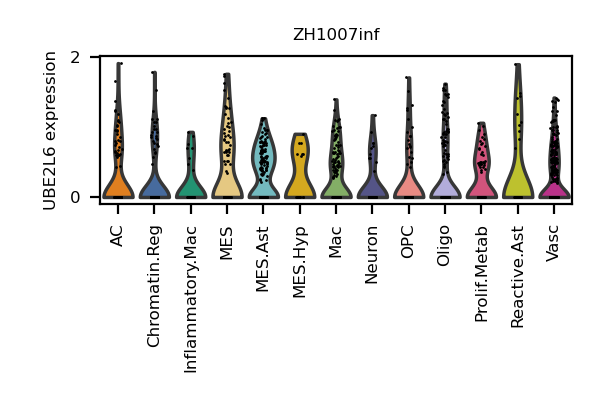 ZH1007inf
UBE2L6 expression
2
0
AC
Chromatin.Reg
Inflammatory.Mac
MES
MES.Ast
MES.Hyp
Mac
Neuron
OPC
Oligo
Prolif.Metab
Reactive.Ast
Vasc